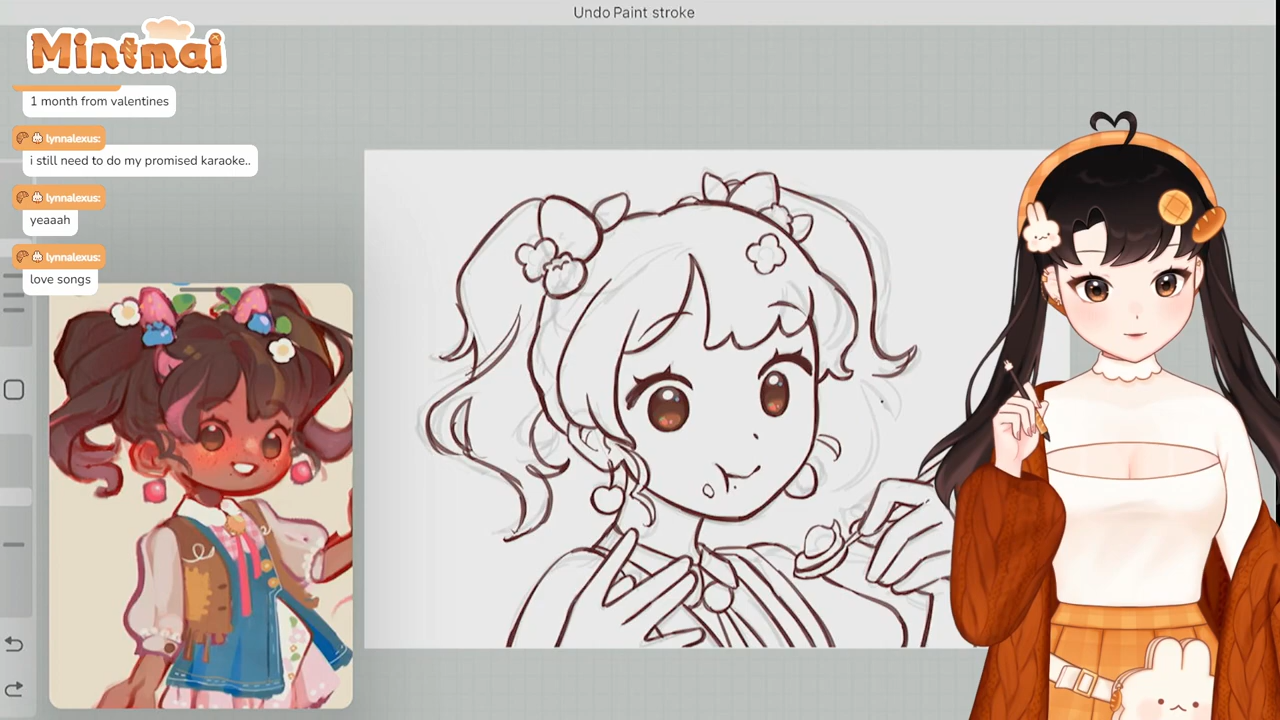 Undo Paint stroke
Mintmai
1 month from valentines
lynnalexus:
i still need to do my promised karaoke..
lynnalexus:
yeaaah
lynnalexus:
love songs